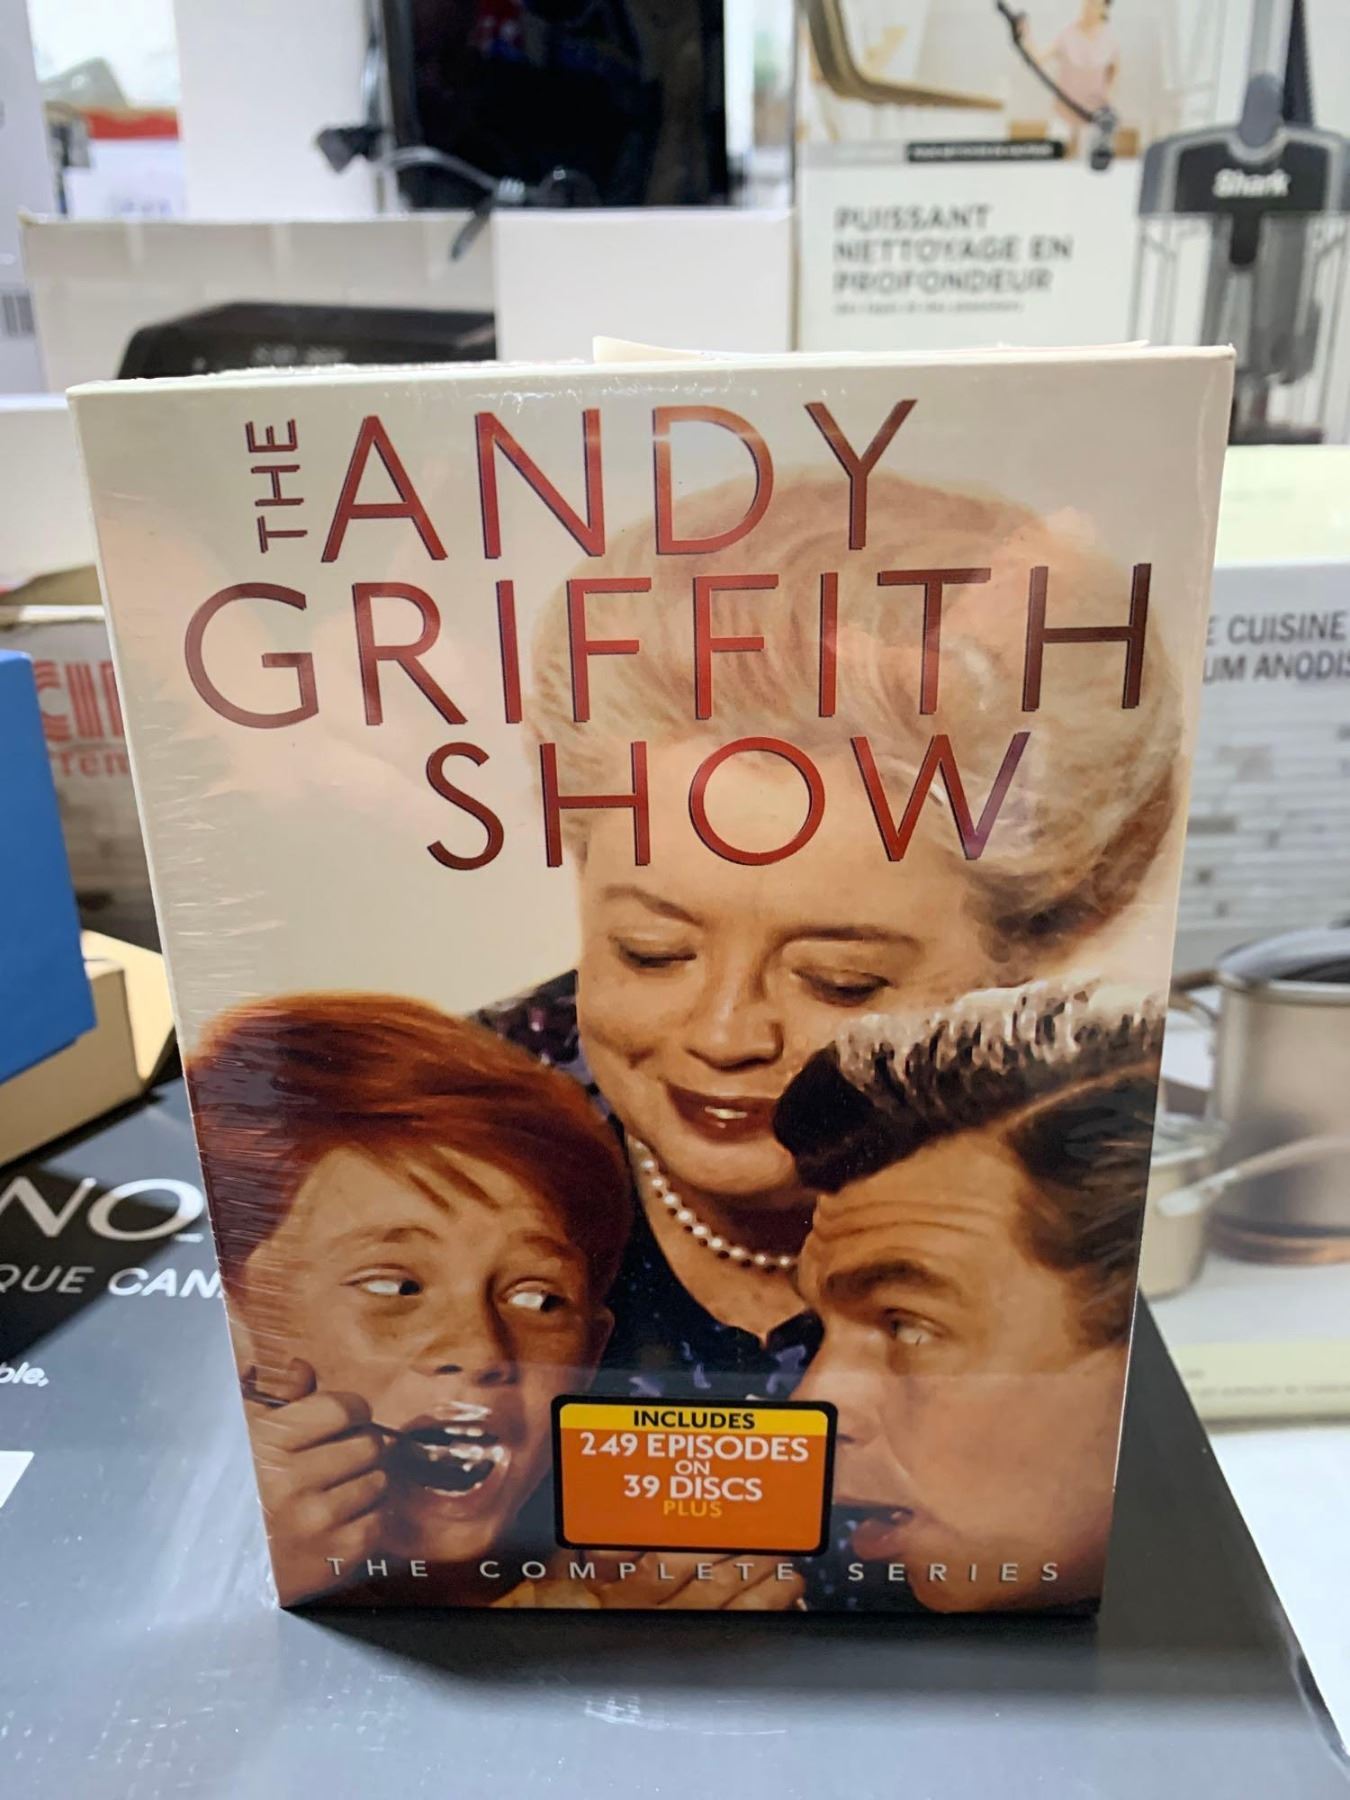 PUISSANT
NETTOYAGE EN
PROFONDEUR
Shark
THE ANDY
GRIFFITH
SHOW
E CUISINE
UM ANODIS
NO
QUE CAN
ble,
INCLUDES
249 EPISODES
ON
39 DISCS
PLUS
THE COMPLETE SERIES